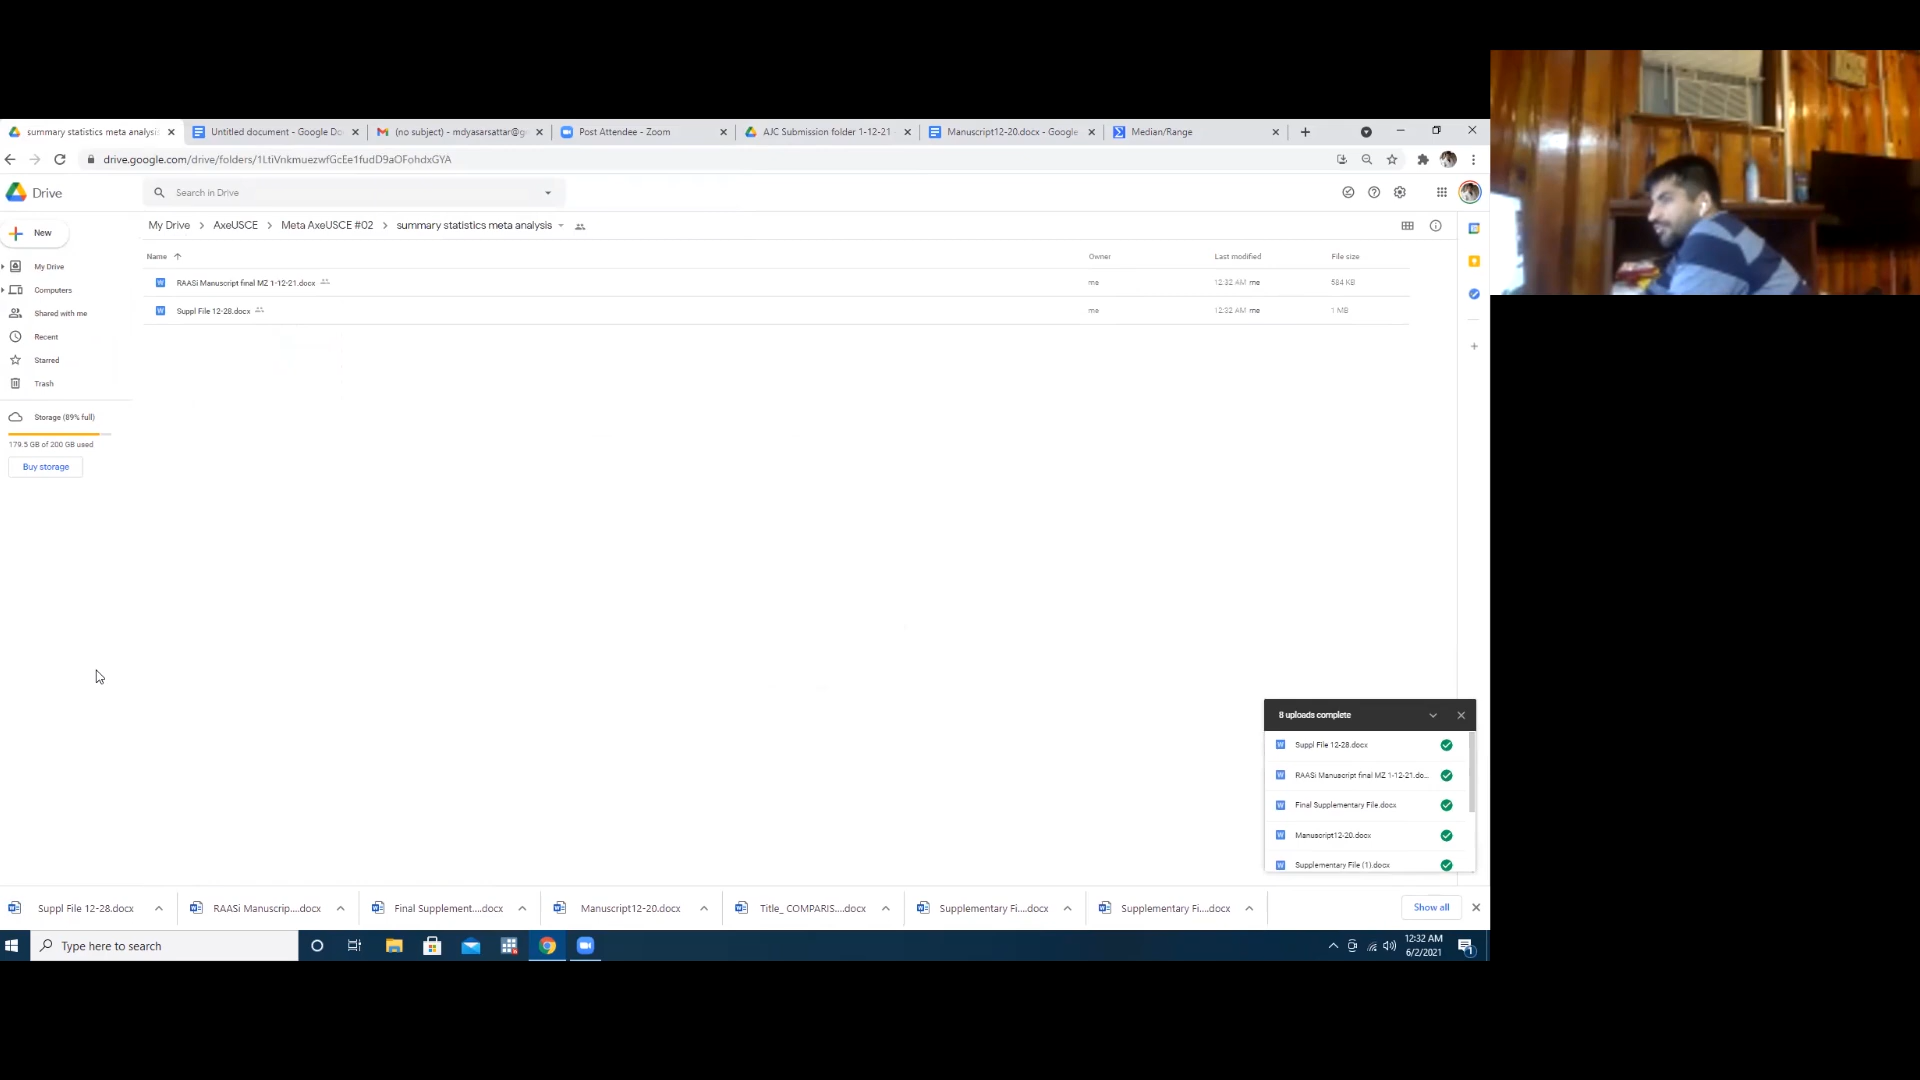 summary statistics meta analysis
Untitled document - Google Do
(no subject) - mdyasarsattar@g
Post Attendee - Zoom
AJC Submission folder 1-12-21
Manuscript12-20.docx - Google
Median/Range
drive.google.com/drive/folders/1LtiVnkmuezwfGcEe1fudD9aOFohdxGYA
Drive
Search in Drive
New
My Drive
AxeUSCE
Meta AxeUSCE #02
summary statistics meta analysis
Name
Owner
Last modified
File size
RAASi Manuscript final MZ 1-12-21.docx
me
12:32 AM me
584 KB
Suppl File 12-28.docx
me
12:32 AM me
1 MB
My Drive
Computers
Shared with me
Recent
Starred
Trash
Storage (89% full)
179.5 GB of 200 GB used
Buy storage
8 uploads complete
Suppl File 12-28.docx
RAASi Manuscript final MZ 1-12-21.do...
Final Supplementary File.docx
Manuscript12-20.docx
Supplementary File (1).docx
Suppl File 12-28.docx
RAASi Manuscrip....docx
Final Supplement....docx
Manuscript12-20.docx
Title_ COMPARIS....docx
Supplementary Fi....docx
Supplementary Fi....docx
Show all
Type here to search
12:32 AM
6/2/2021
1